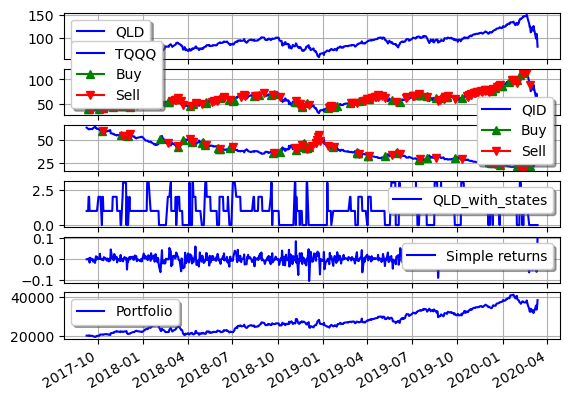 150
100
QLD
TQQQ
Buy
Sell
100
50
QID
Buy
Sell
50
25
2.5
0.0
QLD_with_states
0.1
0.0
-0.1
Simple returns
40000
20000
Portfolio
2017-10
2018-01
2018-04
2018-07
2018-10
2019-01
2019-04
2019-07
2019-10
2020-01
2020-04